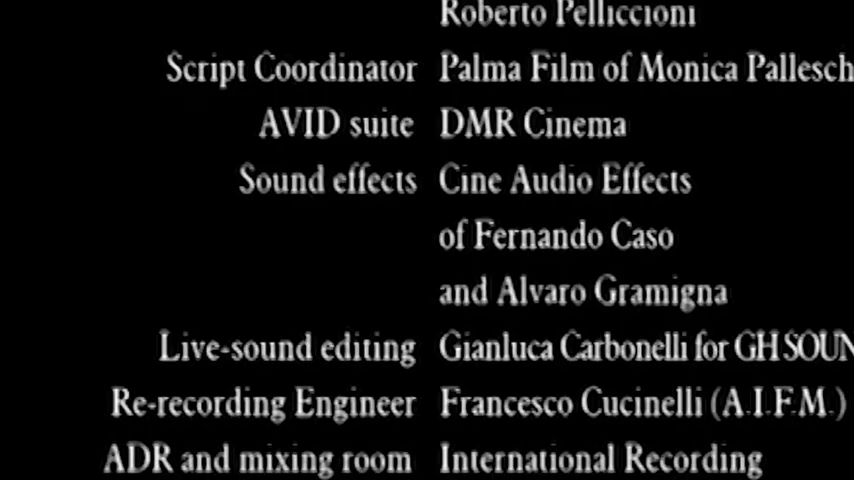 Roberto Pelliccioni
Script Coordinator Palma Film of Monica Pallesch
AVID suite DMR Cinema
Sound effects Cine Audio Effects
of Fernando Caso
and Alvaro Gramigna
Live-sound editing Gianluca Carbonelli for GH SOUN
Re-recording Engineer Francesco Cucinelli (A.I.F.M.)
ADR and mixing room International Recording